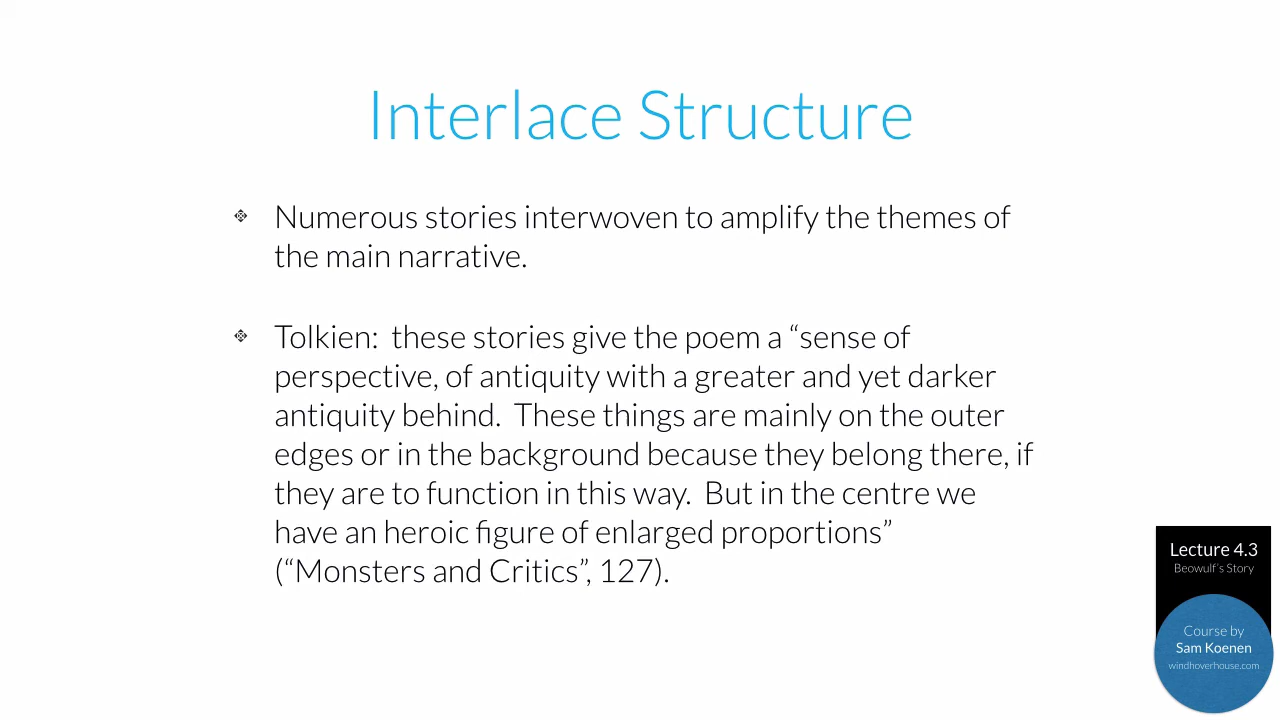 Interlace Structure
Numerous stories interwoven to amplify the themes of
the main narrative.
Tolkien:  these stories give the poem a “sense of
perspective, of antiquity with a greater and yet darker
antiquity behind.  These things are mainly on the outer
edges or in the background because they belong there, if
they are to function in this way.  But in the centre we
have an heroic figure of enlarged proportions”
(“Monsters and Critics”, 127).
Lecture 4.3
Beowulf’s Story
Course by
Sam Koenen
windhoverhouse.com